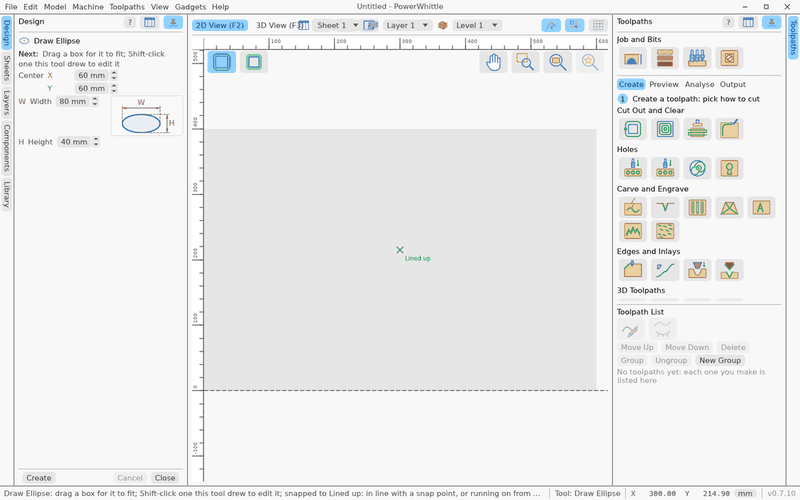 File Edit Model Machine Toolpaths View Gadgets Help
Untitled - PowerWhittle
Design
Sheets
Layers
Components
Library
Design
?
Draw Ellipse
Next: Drag a box for it to fit; Shift-click
one this tool drew to edit it
Center X 60 mm
Y 60 mm
W Width 80 mm
W
H
H Height 40 mm
Create Cancel Close
2D View (F2) 3D View (F3 Sheet 1 Layer 1 Level 1
100 200 300 400 500 600
500
400
300
200
100
0
-100
Lined up
Toolpaths
?
Toolpaths
Job and Bits
Create Preview Analyse Output
1 Create a toolpath: pick how to cut
Cut Out and Clear
Holes
Carve and Engrave
A
Edges and Inlays
3D Toolpaths
Toolpath List
Move Up Move Down Delete
Group Ungroup New Group
No toolpaths yet: each one you make is
listed here
Draw Ellipse: drag a box for it to fit; Shift-click one this tool drew to edit it; snapped to Lined up: in line with a snap point, or running on from ... Tool: Draw Ellipse X 300.00 Y 214.90 mm v0.7.10